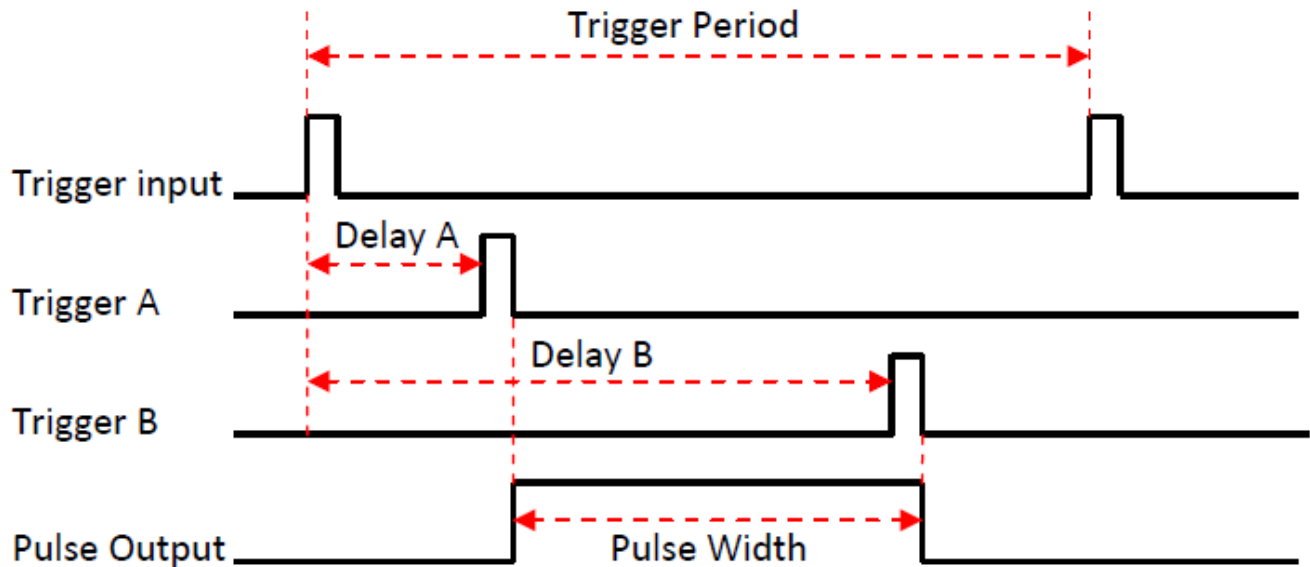 Trigger Period
Trigger input
Delay A
Trigger A
Delay B
Trigger B
Pulse Output
Pulse Width